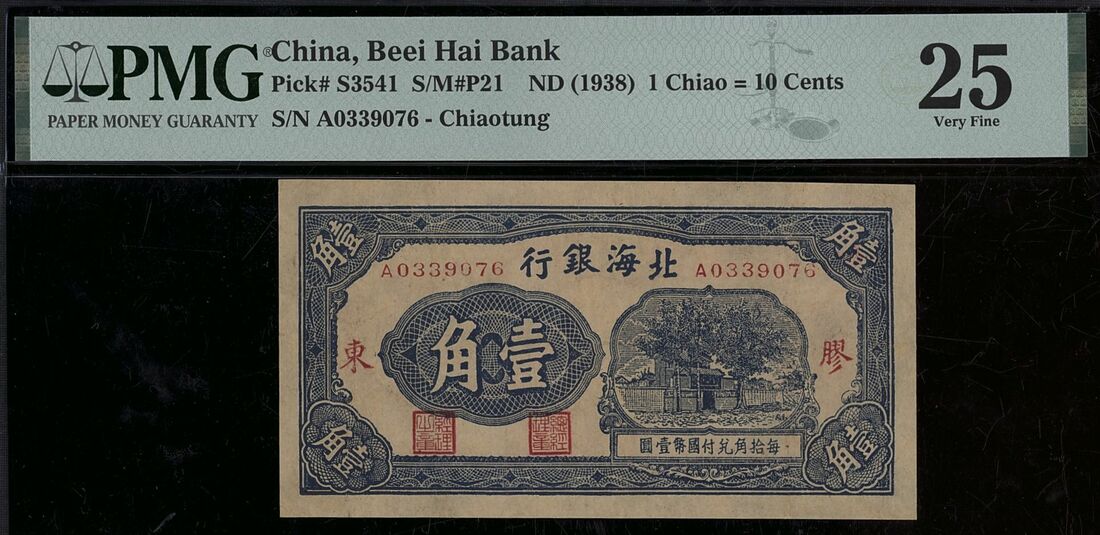 PMG®
PAPER MONEY GUARANTY
China, Beei Hai Bank
Pick# S3541 S/M#P21 ND (1938) 1 Chiao = 10 Cents
S/N A0339076 - Chiaotung
25
Very Fine
角壹
角壹
A0339076
行銀海北
A0339076
角壹
東
膠
圓壹幣國付兌角拾每
角壹
角壹